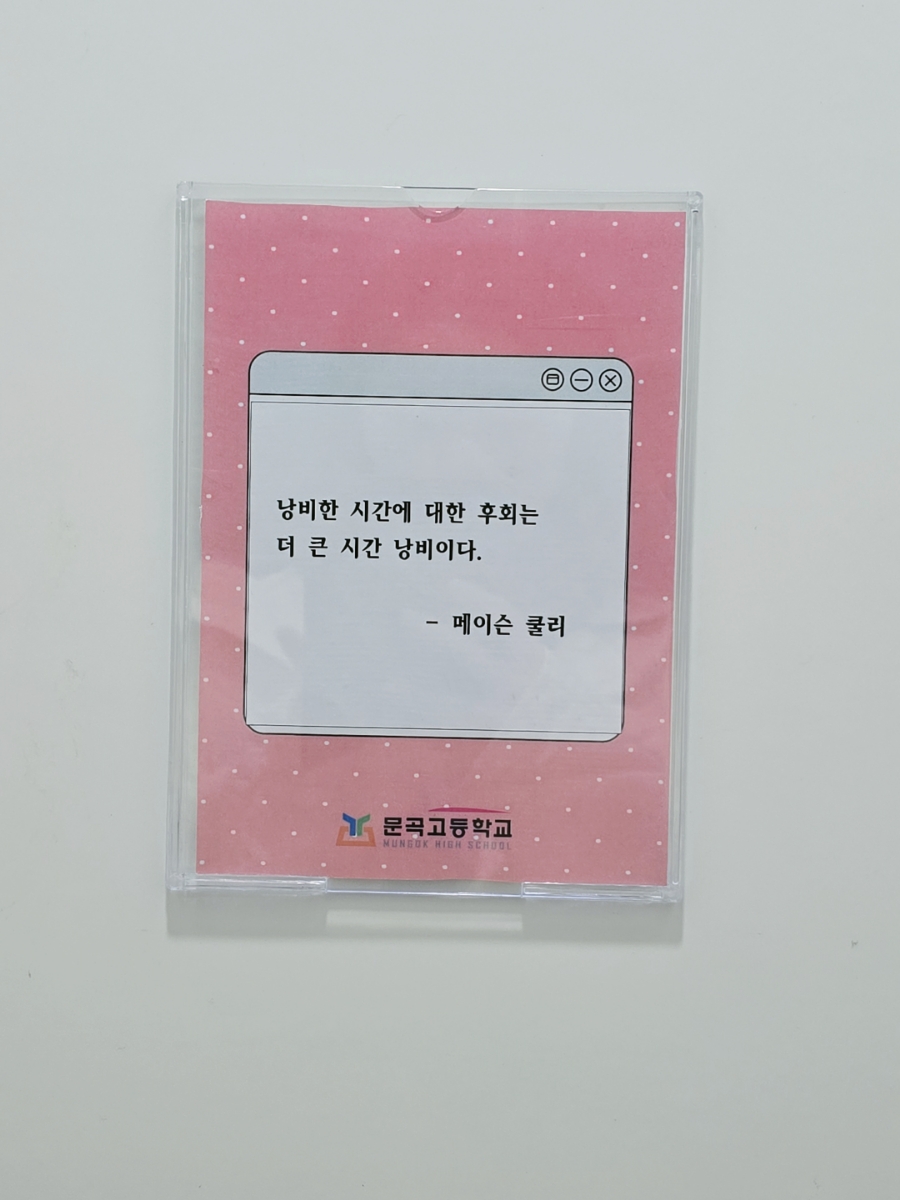 낭비한 시간에 대한 후회는
더 큰 시간 낭비이다.
- 메이슨 쿨리
문곡고등학교
MUNGOK HIGH SCHOOL